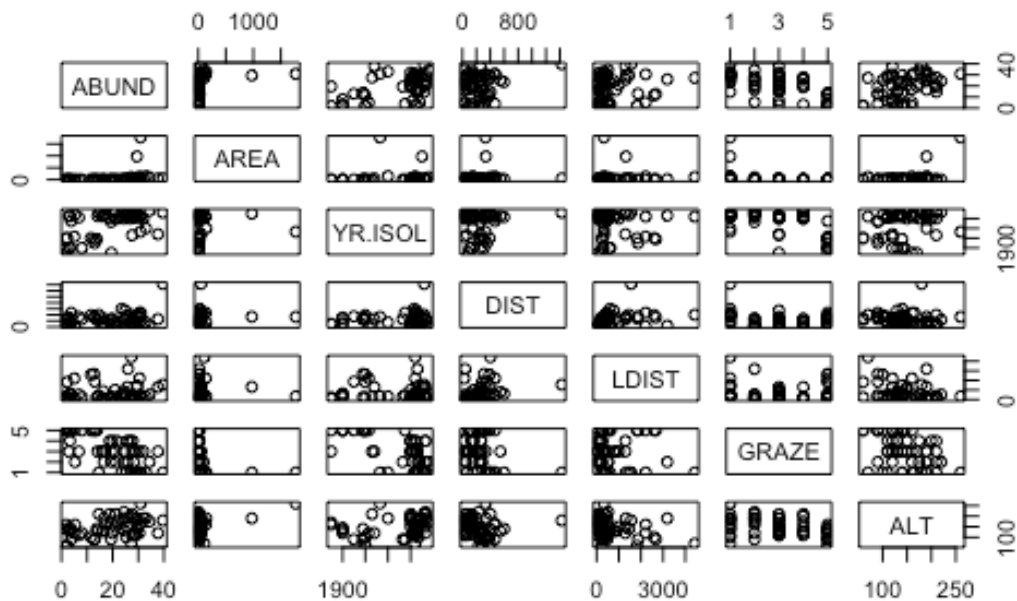 0 1000 0 800 1 3 5
ABUND 0 40
0 AREA
YR.ISOL 1900
0 DIST
LDIST 0
1 5 GRAZE
ALT 100
0 20 40 1900 0 3000 100 250